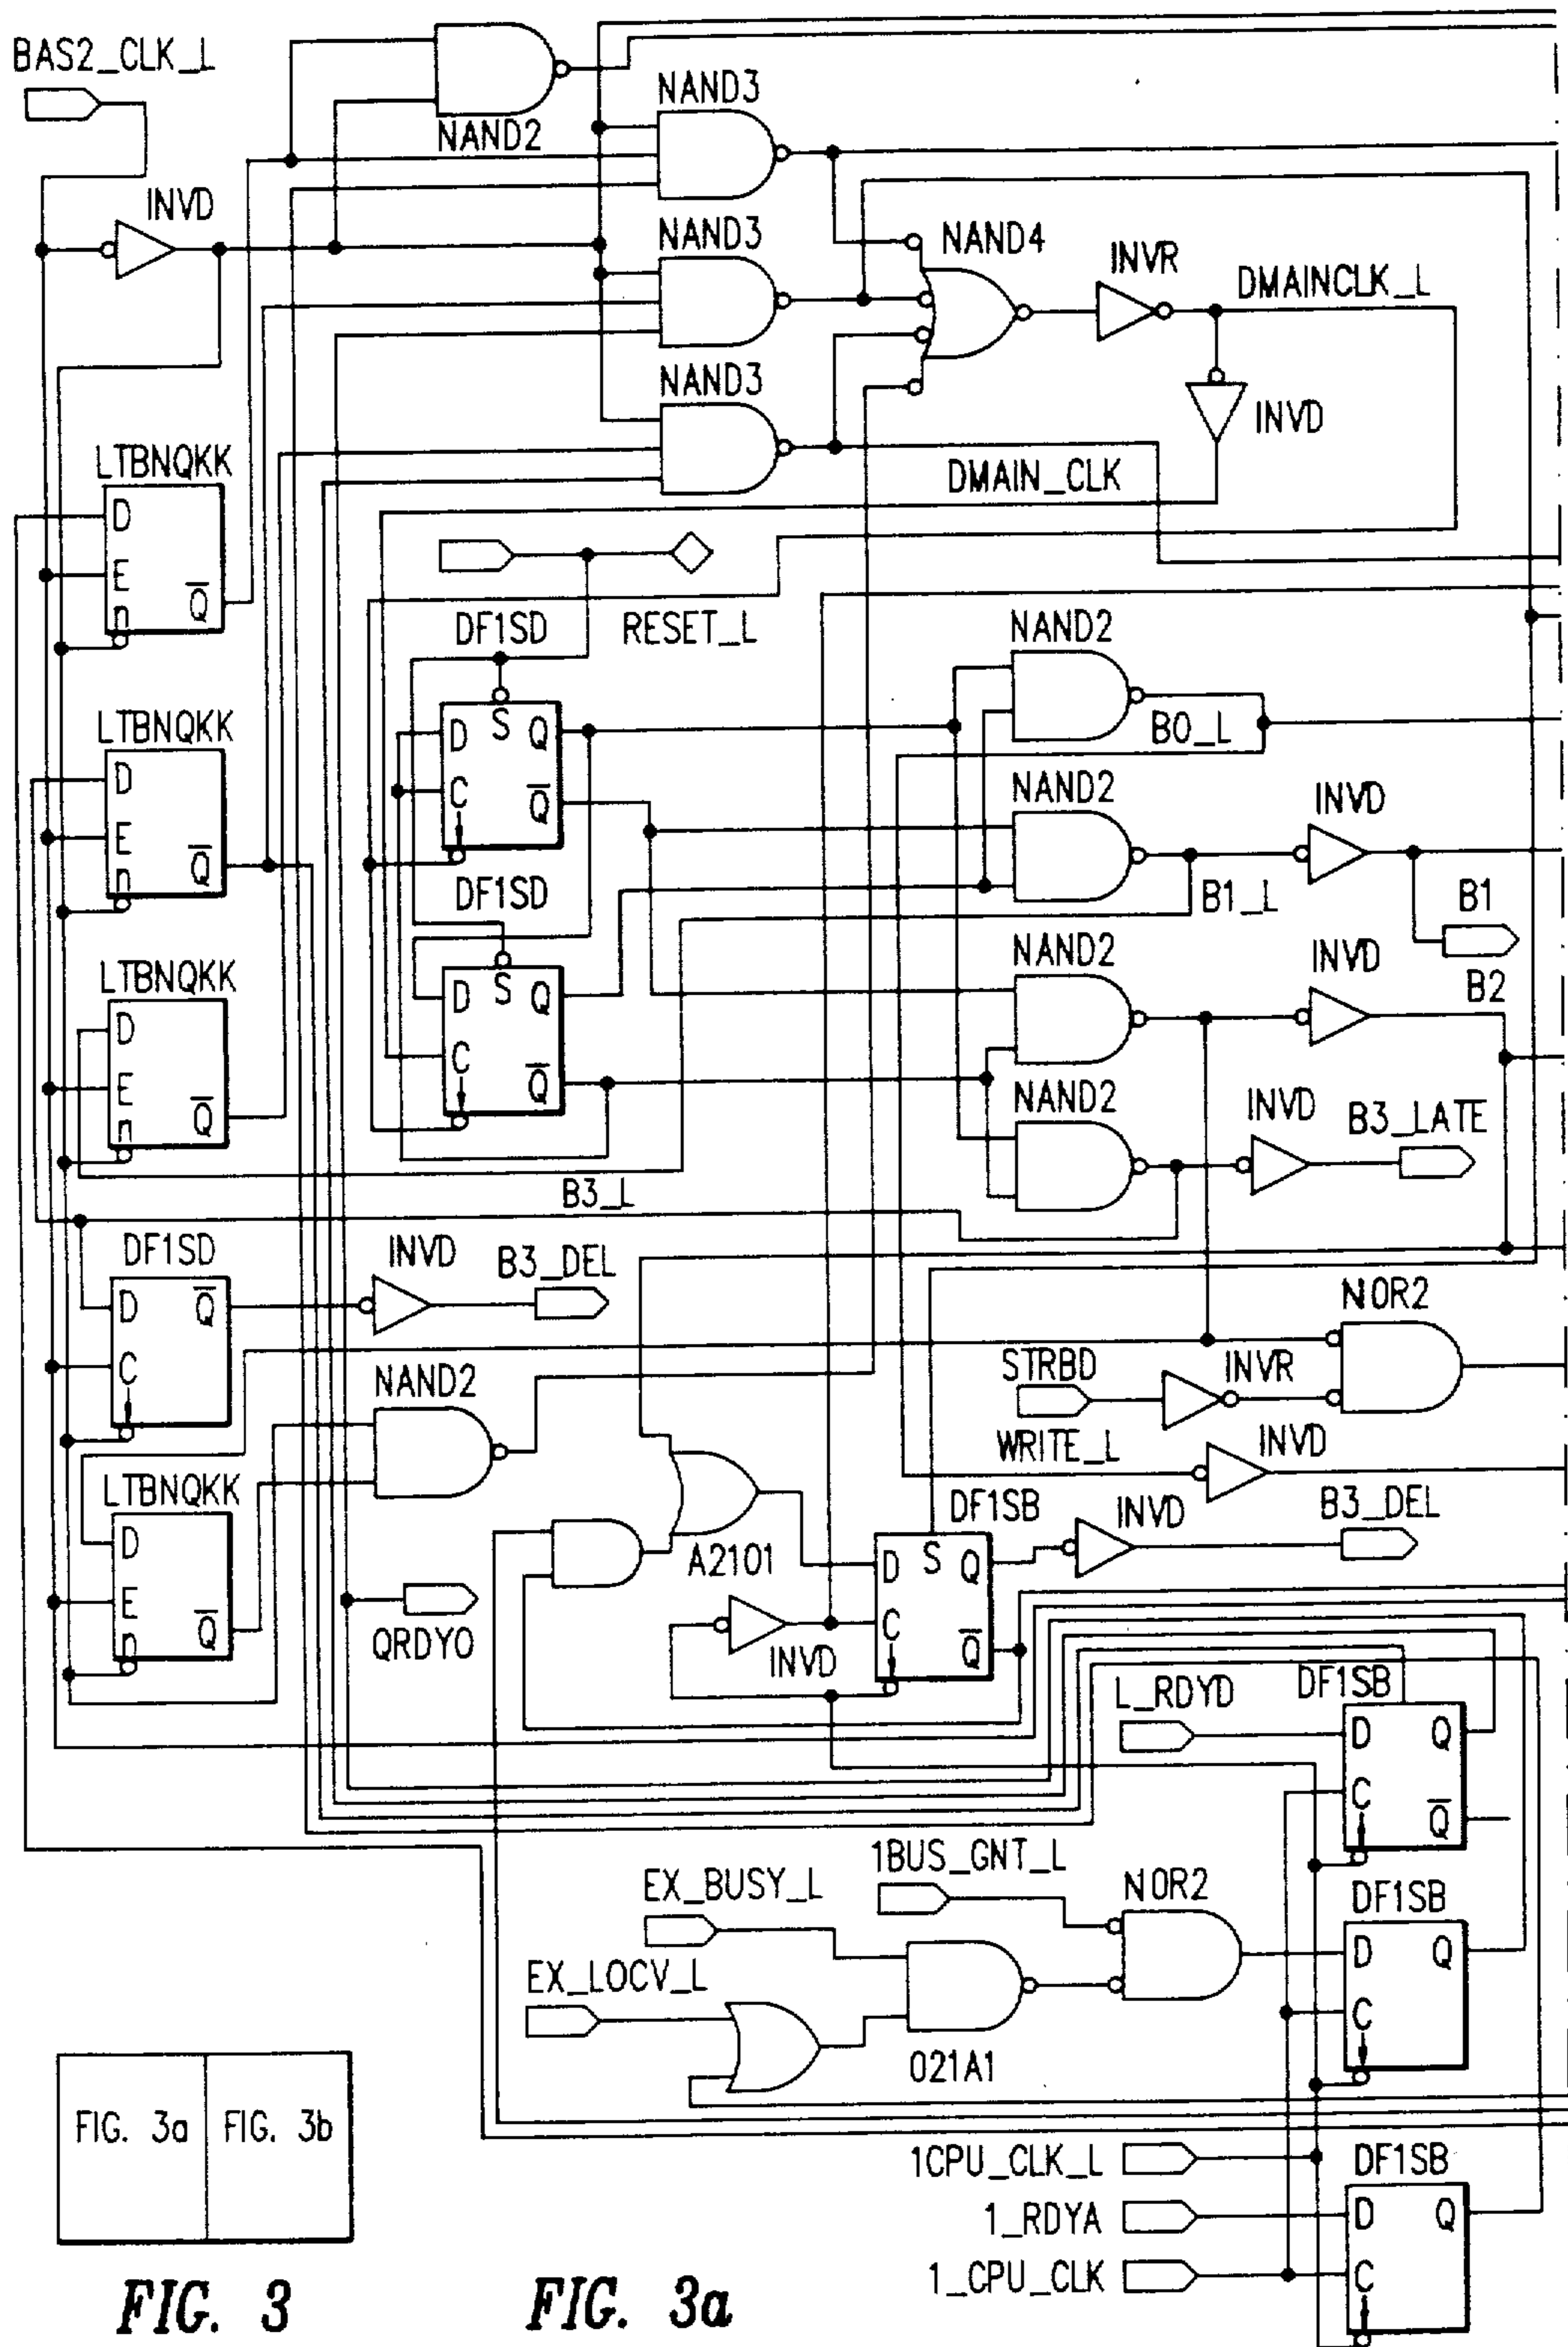 BAS2_CLK_L
NAND2
NAND3
INVD
NAND3
NAND4
INVR
DMAINCLK_L
NAND3
INVD
LTBNQKK
D
E
n
Q
DMAIN_CLK
RESET_L
DF1SD
D
S
Q
C
Q
NAND2
B0_L
LTBNQKK
D
E
n
Q
NAND2
INVD
B1_L
B1
DF1SD
D
S
Q
C
Q
LTBNQKK
D
E
n
Q
NAND2
INVD
B2
NAND2
INVD
B3_LATE
B3_L
DF1SD
D
Q
C
INVD
B3_DEL
NOR2
STRBD
INVR
NAND2
WRITE_L
INVD
LTBNQKK
D
E
n
Q
A2101
DF1SB
D
S
Q
C
Q
INVD
B3_DEL
QRDYO
INVD
L_RDYD
DF1SB
D
Q
C
Q
1BUS_GNT_L
EX_BUSY_L
NOR2
DF1SB
D
Q
C
EX_LOCV_L
021A1
FIG. 3a
FIG. 3b
1CPU_CLK_L
DF1SB
1_RDYA
D
Q
1_CPU_CLK
C
FIG. 3
FIG. 3a